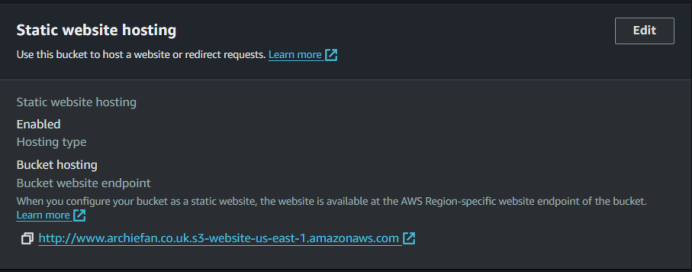 Static website hosting
Edit
Use this bucket to host a website or redirect requests. Learn more
Static website hosting
Enabled
Hosting type
Bucket hosting
Bucket website endpoint
When you configure your bucket as a static website, the website is available at the AWS Region-specific website endpoint of the bucket.
Learn more
http://www.archiefan.co.uk.s3-website-us-east-1.amazonaws.com